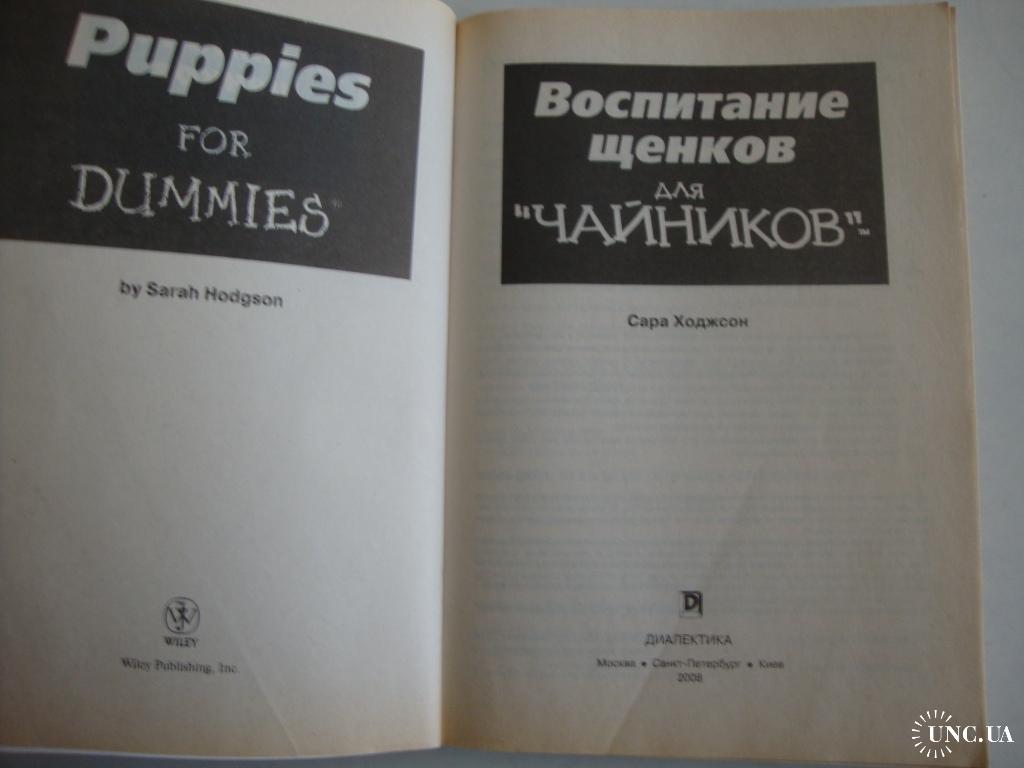 Puppies
FOR
DUMMIES®
by Sarah Hodgson
WILEY
Wiley Publishing, Inc.
Воспитание
щенков
для
"ЧАЙНИКОВ"™
Сара Ходжсон
ДИАЛЕКТИКА
Москва • Санкт-Петербург • Киев
2008
UNC.UA